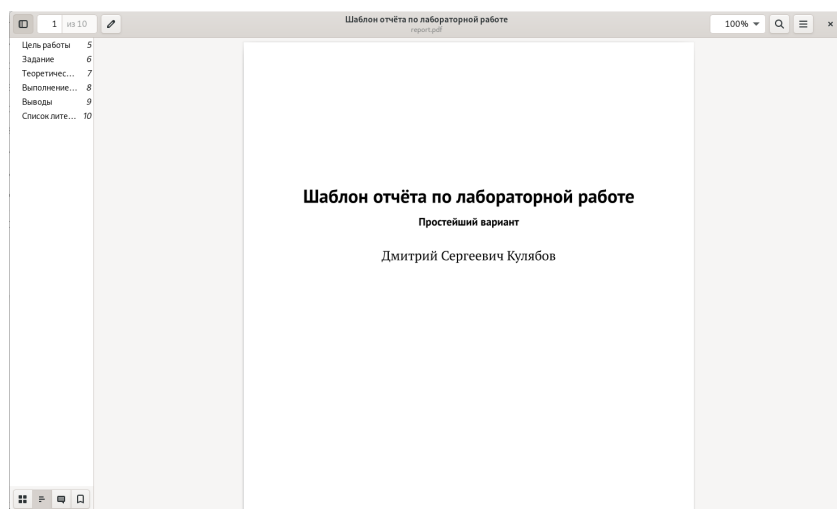 1 из 10
Шаблон отчёта по лабораторной работе
report.pdf
100%
Цель работы 5
Задание 6
Теоретичес... 7
Выполнение... 8
Выводы 9
Список лите... 10
Шаблон отчёта по лабораторной работе
Простейший вариант
Дмитрий Сергеевич Кулябов